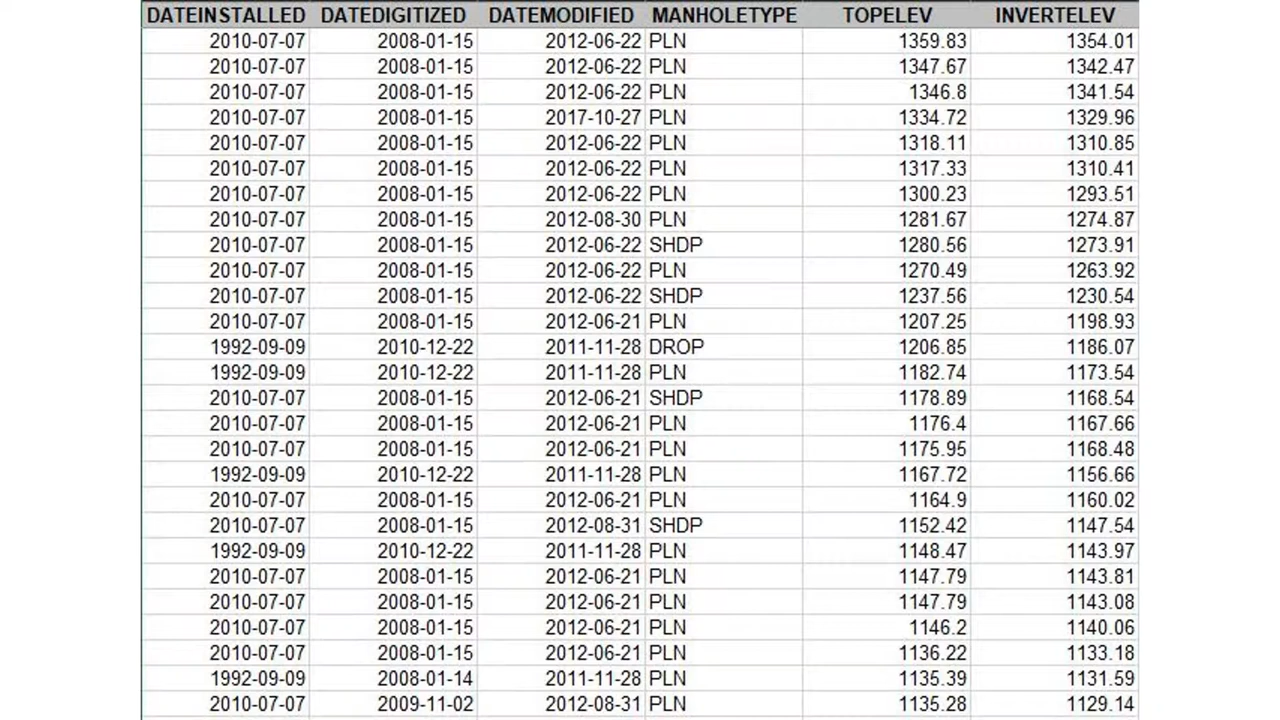 DATEINSTALLED DATEDIGITIZED DATEMODIFIED MANHOLETYPE TOPELEV INVERTELEV
2010-07-07 2008-01-15 2012-06-22 PLN 1359.83 1354.01
2010-07-07 2008-01-15 2012-06-22 PLN 1347.67 1342.47
2010-07-07 2008-01-15 2012-06-22 PLN 1346.8 1341.54
2010-07-07 2008-01-15 2017-10-27 PLN 1334.72 1329.96
2010-07-07 2008-01-15 2012-06-22 PLN 1318.11 1310.85
2010-07-07 2008-01-15 2012-06-22 PLN 1317.33 1310.41
2010-07-07 2008-01-15 2012-06-22 PLN 1300.23 1293.51
2010-07-07 2008-01-15 2012-08-30 PLN 1281.67 1274.87
2010-07-07 2008-01-15 2012-06-22 SHDP 1280.56 1273.91
2010-07-07 2008-01-15 2012-06-22 PLN 1270.49 1263.92
2010-07-07 2008-01-15 2012-06-22 SHDP 1237.56 1230.54
2010-07-07 2008-01-15 2012-06-21 PLN 1207.25 1198.93
1992-09-09 2010-12-22 2011-11-28 DROP 1206.85 1186.07
1992-09-09 2010-12-22 2011-11-28 PLN 1182.74 1173.54
2010-07-07 2008-01-15 2012-06-21 SHDP 1178.89 1168.54
2010-07-07 2008-01-15 2012-06-21 PLN 1176.4 1167.66
2010-07-07 2008-01-15 2012-06-21 PLN 1175.95 1168.48
1992-09-09 2010-12-22 2011-11-28 PLN 1167.72 1156.66
2010-07-07 2008-01-15 2012-06-21 PLN 1164.9 1160.02
2010-07-07 2008-01-15 2012-08-31 SHDP 1152.42 1147.54
1992-09-09 2010-12-22 2011-11-28 PLN 1148.47 1143.97
2010-07-07 2008-01-15 2012-06-21 PLN 1147.79 1143.81
2010-07-07 2008-01-15 2012-06-21 PLN 1147.79 1143.08
2010-07-07 2008-01-15 2012-06-21 PLN 1146.2 1140.06
2010-07-07 2008-01-15 2012-06-21 PLN 1136.22 1133.18
1992-09-09 2008-01-14 2011-11-28 PLN 1135.39 1131.59
2010-07-07 2009-11-02 2012-08-31 PLN 1135.28 1129.14